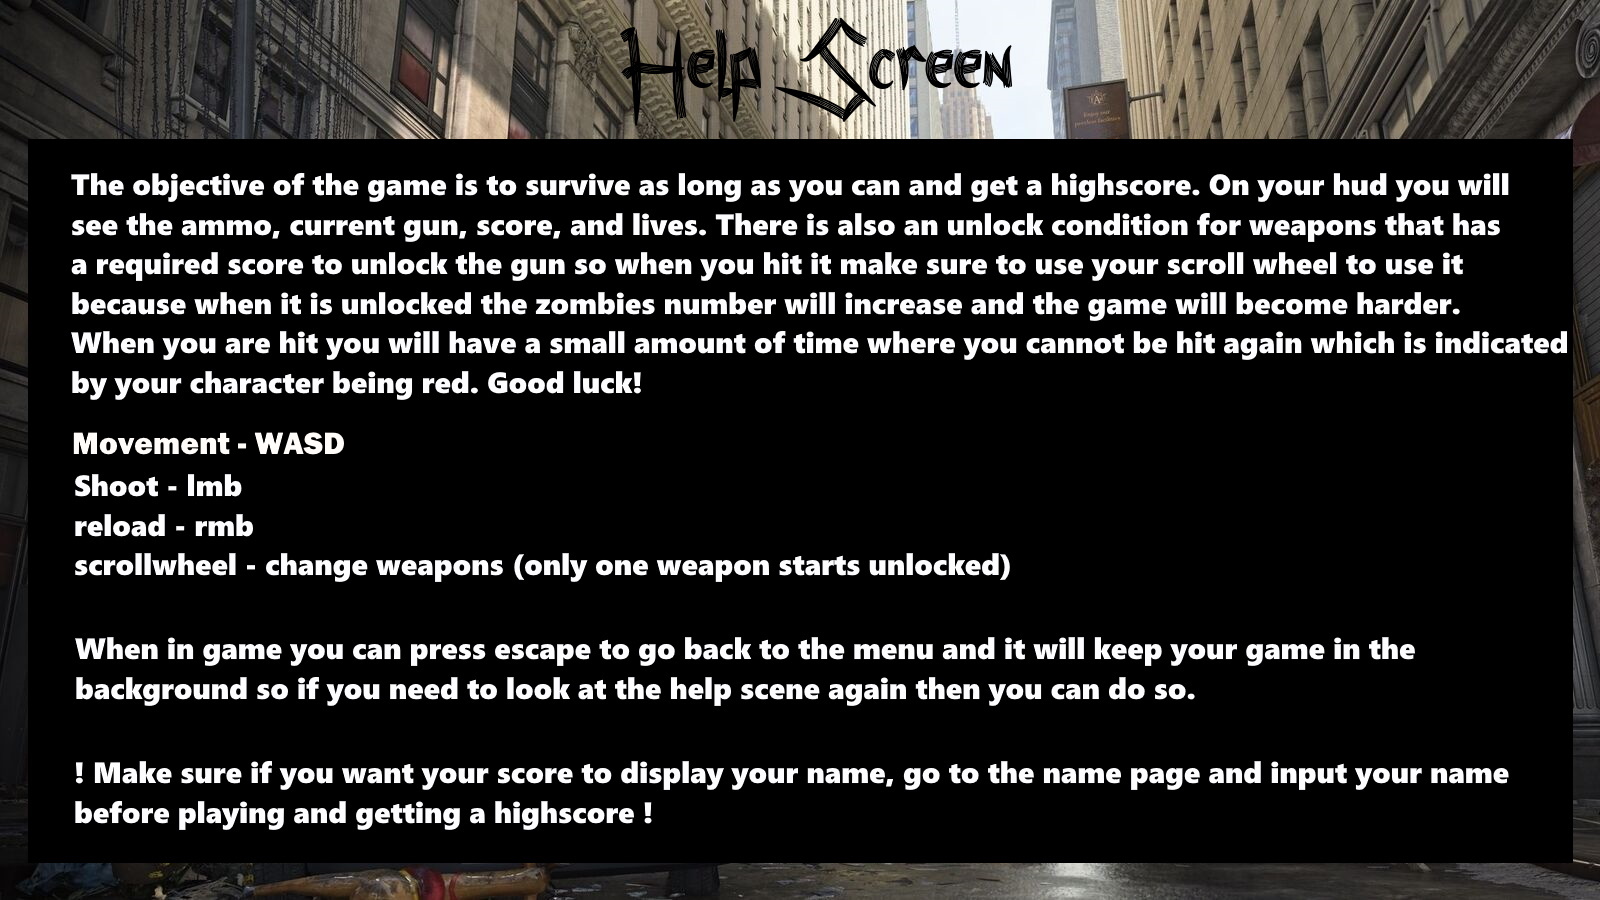 Help Screen
A
Enjoy our
The objective of the game is to survive as long as you can and get a highscore. On your hud you will
see the ammo, current gun, score, and lives. There is also an unlock condition for weapons that has
a required score to unlock the gun so when you hit it make sure to use your scroll wheel to use it
because when it is unlocked the zombies number will increase and the game will become harder.
When you are hit you will have a small amount of time where you cannot be hit again which is indicated
by your character being red. Good luck!
Movement - WASD
Shoot - lmb
reload - rmb
scrollwheel - change weapons (only one weapon starts unlocked)
When in game you can press escape to go back to the menu and it will keep your game in the
background so if you need to look at the help scene again then you can do so.
! Make sure if you want your score to display your name, go to the name page and input your name
before playing and getting a highscore !